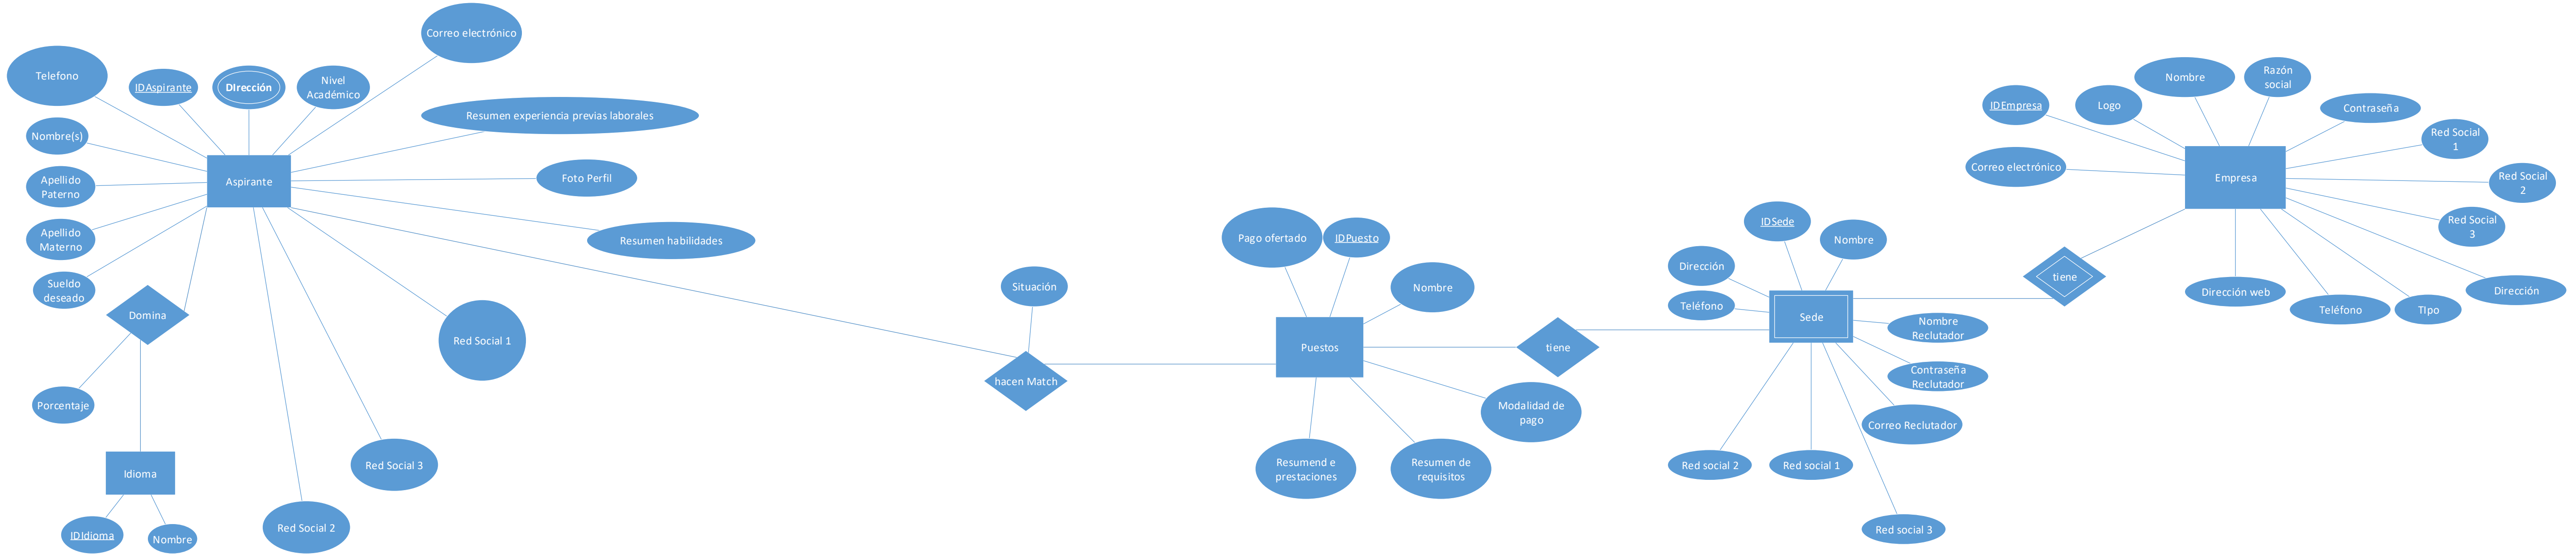 Correo electrónico
Telefono
IDAspirante
DIrección
Nivel
Académico
Resumen experiencia previas laborales
Nombre(s)
Apellido
Paterno
Aspirante
Foto Perfil
Apellido
Materno
Resumen habilidades
Sueldo
deseado
Domina
Red Social 1
Porcentaje
Idioma
Red Social 3
Red Social 2
IDIdioma
Nombre
Situación
hacen Match
Pago ofertado
IDPuesto
Nombre
Puestos
tiene
Modalidad de
pago
Resumend e
prestaciones
Resumen de
requisitos
IDSede
Nombre
Dirección
Teléfono
Sede
Nombre
Reclutador
Contraseña
Reclutador
Correo Reclutador
Red social 2
Red social 1
Red social 3
tiene
Nombre
Razón
social
IDEmpresa
Logo
Contraseña
Red Social
1
Correo electrónico
Empresa
Red Social
2
Red Social
3
Dirección web
Teléfono
TIpo
Dirección